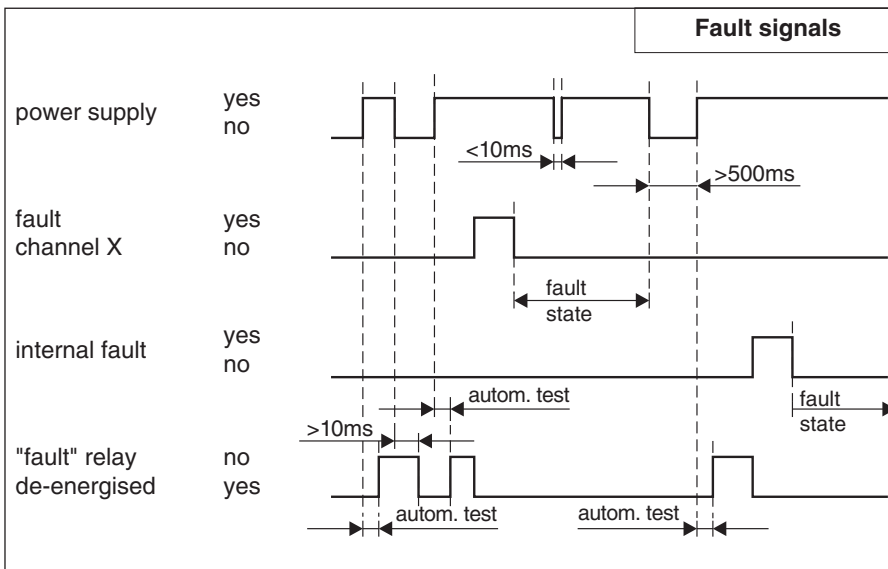 Fault signals
power supply
yes
no
<10ms
>500ms
fault
channel X
yes
no
fault
state
internal fault
yes
no
autom. test
fault
state
>10ms
"fault" relay
de-energised
no
yes
autom. test
autom. test